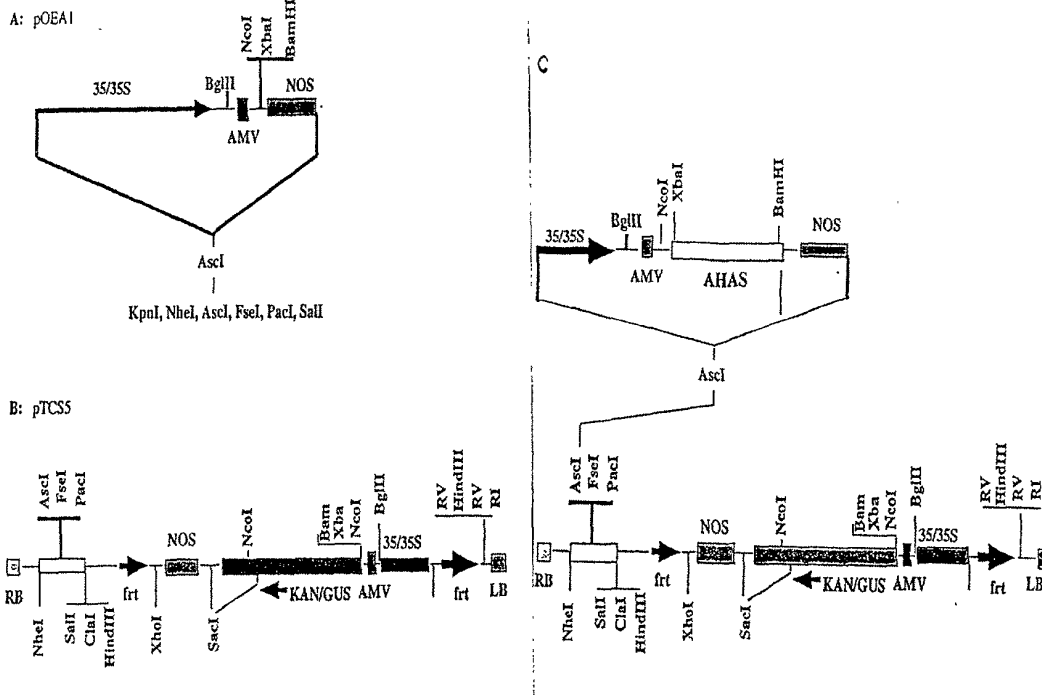 A: pOEA1
NcoI
XbaI
BamHI
35/35S
BglII
NOS
AMV
AscI
KpnI, NheI, AscI, FseI, PacI, SalI
B: pTCS5
AscI
FseI
PacI
NcoI
Bam
Xba
NcoI
BglII
RV
HindIII
RV
RI
NOS
35/35S
RB
frt
KAN/GUS
AMV
frt
LB
NheI
SalI
ClaI
HindIII
XhoI
SacI
C
NcoI
XbaI
BamHI
35/35S
BglII
NOS
AMV
AHAS
AscI
AscI
FseI
PacI
NcoI
Bam
Xba
NcoI
BglII
RV
HindIII
RV
RI
NOS
35/35S
RB
frt
KAN/GUS
AMV
frt
LB
NheI
SalI
ClaI
HindIII
XhoI
SacI